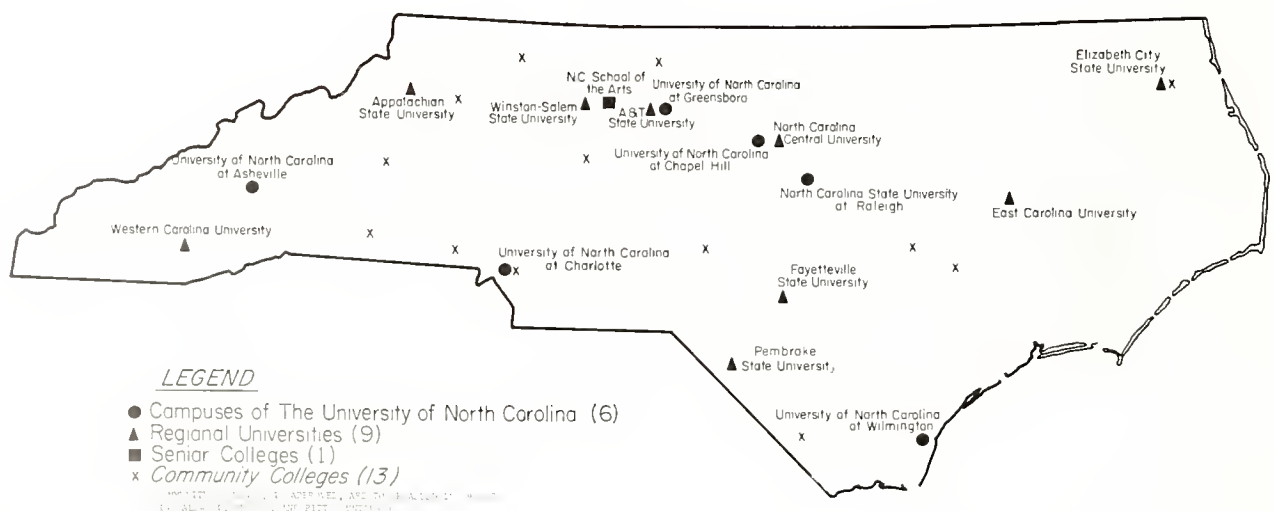 Elizabeth City
State University
NC School of
the Arts
University of North Carolina
at Greensboro
Appalachian
State University
Winston-Salem
State University
A&T
State University
North Carolina
Central University
University of North Carolina
at Chapel Hill
University of North Carolina
at Asheville
North Carolina State University
at Raleigh
East Carolina University
Western Carolina University
University of North Carolina
at Charlotte
Fayetteville
State University
Pembroke
State University
University of North Carolina
at Wilmington
LEGEND
Campuses of The University of North Carolina (6)
Regional Universities (9)
Senior Colleges (1)
x Community Colleges (13)